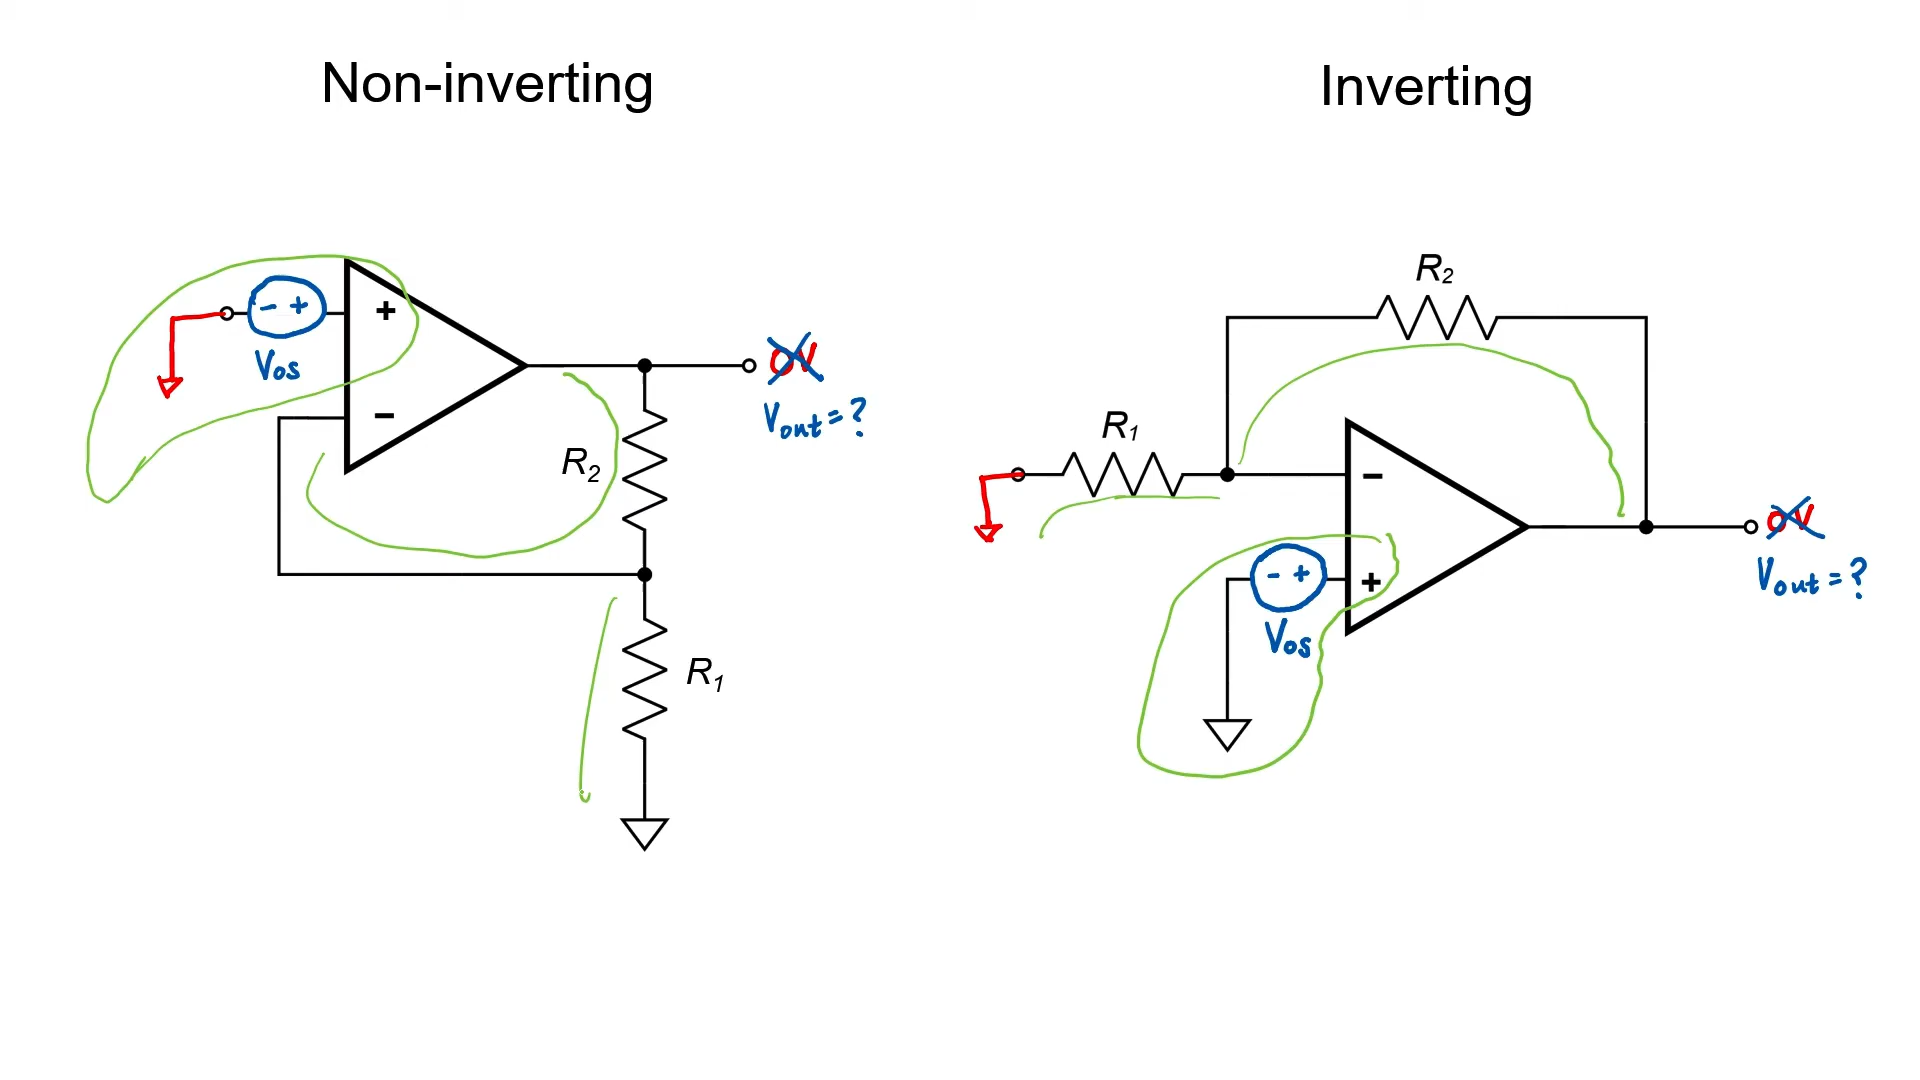 Non-inverting
- +
Vos
+
-
0V
Vout = ?
R2
R1
Inverting
R2
R1
-
+
- +
Vos
0V
Vout = ?